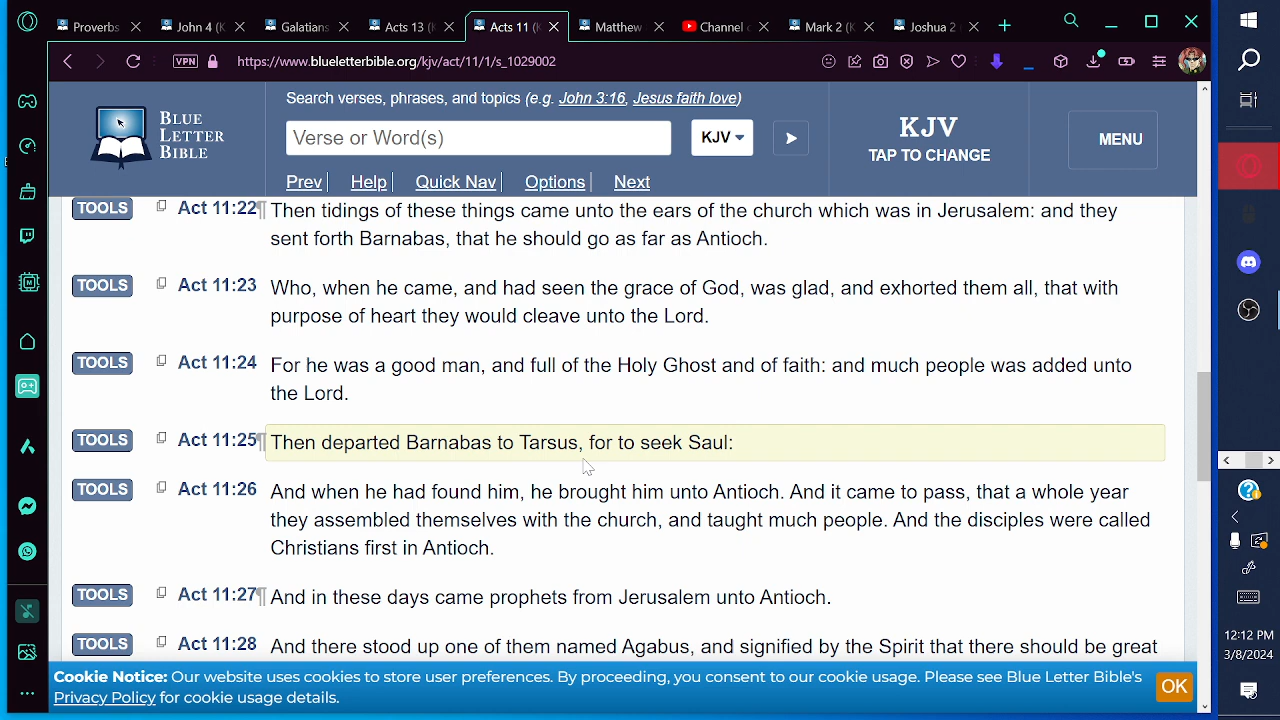 Proverbs
John 4 (
Galatians
Acts 13 (
Acts 11 (
Matthew
Channel
Mark 2 (
Joshua 2
VPN
https://www.blueletterbible.org/kjv/act/11/1/s_1029002
BLUE
LETTER
BIBLE
Search verses, phrases, and topics (e.g. John 3:16, Jesus faith love)
Verse or Word(s)
KJV
KJV
TAP TO CHANGE
MENU
Prev | Help | Quick Nav | Options | Next
TOOLS Act 11:22 ¶ Then tidings of these things came unto the ears of the church which was in Jerusalem: and they
sent forth Barnabas, that he should go as far as Antioch.
TOOLS Act 11:23 Who, when he came, and had seen the grace of God, was glad, and exhorted them all, that with
purpose of heart they would cleave unto the Lord.
TOOLS Act 11:24 For he was a good man, and full of the Holy Ghost and of faith: and much people was added unto
the Lord.
TOOLS Act 11:25 ¶ Then departed Barnabas to Tarsus, for to seek Saul:
TOOLS Act 11:26 And when he had found him, he brought him unto Antioch. And it came to pass, that a whole year
they assembled themselves with the church, and taught much people. And the disciples were called
Christians first in Antioch.
TOOLS Act 11:27 ¶ And in these days came prophets from Jerusalem unto Antioch.
TOOLS Act 11:28 And there stood up one of them named Agabus, and signified by the Spirit that there should be great
Cookie Notice: Our website uses cookies to store user preferences. By proceeding, you consent to our cookie usage. Please see Blue Letter Bible's
Privacy Policy for cookie usage details.
OK
12:12 PM
3/8/2024